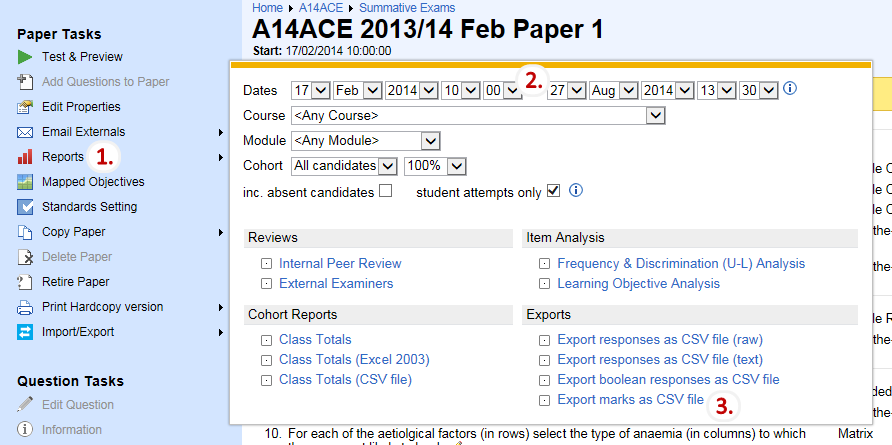 Home ▸ A14ACE ▸ Summative Exams
A14ACE 2013/14 Feb Paper 1
Start: 17/02/2014 10:00:00
Paper Tasks
Test & Preview
Add Questions to Paper
Edit Properties
Email Externals
Reports 1.
Mapped Objectives
Standards Setting
Copy Paper
Delete Paper
Retire Paper
Print Hardcopy version
Import/Export
Question Tasks
Edit Question
Information
Dates 17 Feb 2014 10 00 2. 27 Aug 2014 13 30
Course <Any Course>
Module <Any Module>
Cohort All candidates 100%
inc. absent candidates student attempts only
Reviews
Internal Peer Review
External Examiners
Item Analysis
Frequency & Discrimination (U-L) Analysis
Learning Objective Analysis
Cohort Reports
Class Totals
Class Totals (Excel 2003)
Class Totals (CSV file)
Exports
Export responses as CSV file (raw)
Export responses as CSV file (text)
Export boolean responses as CSV file
Export marks as CSV file 3.
10. For each of the aetiolgical factors (in rows) select the type of anaemia (in columns) to which
Matrix